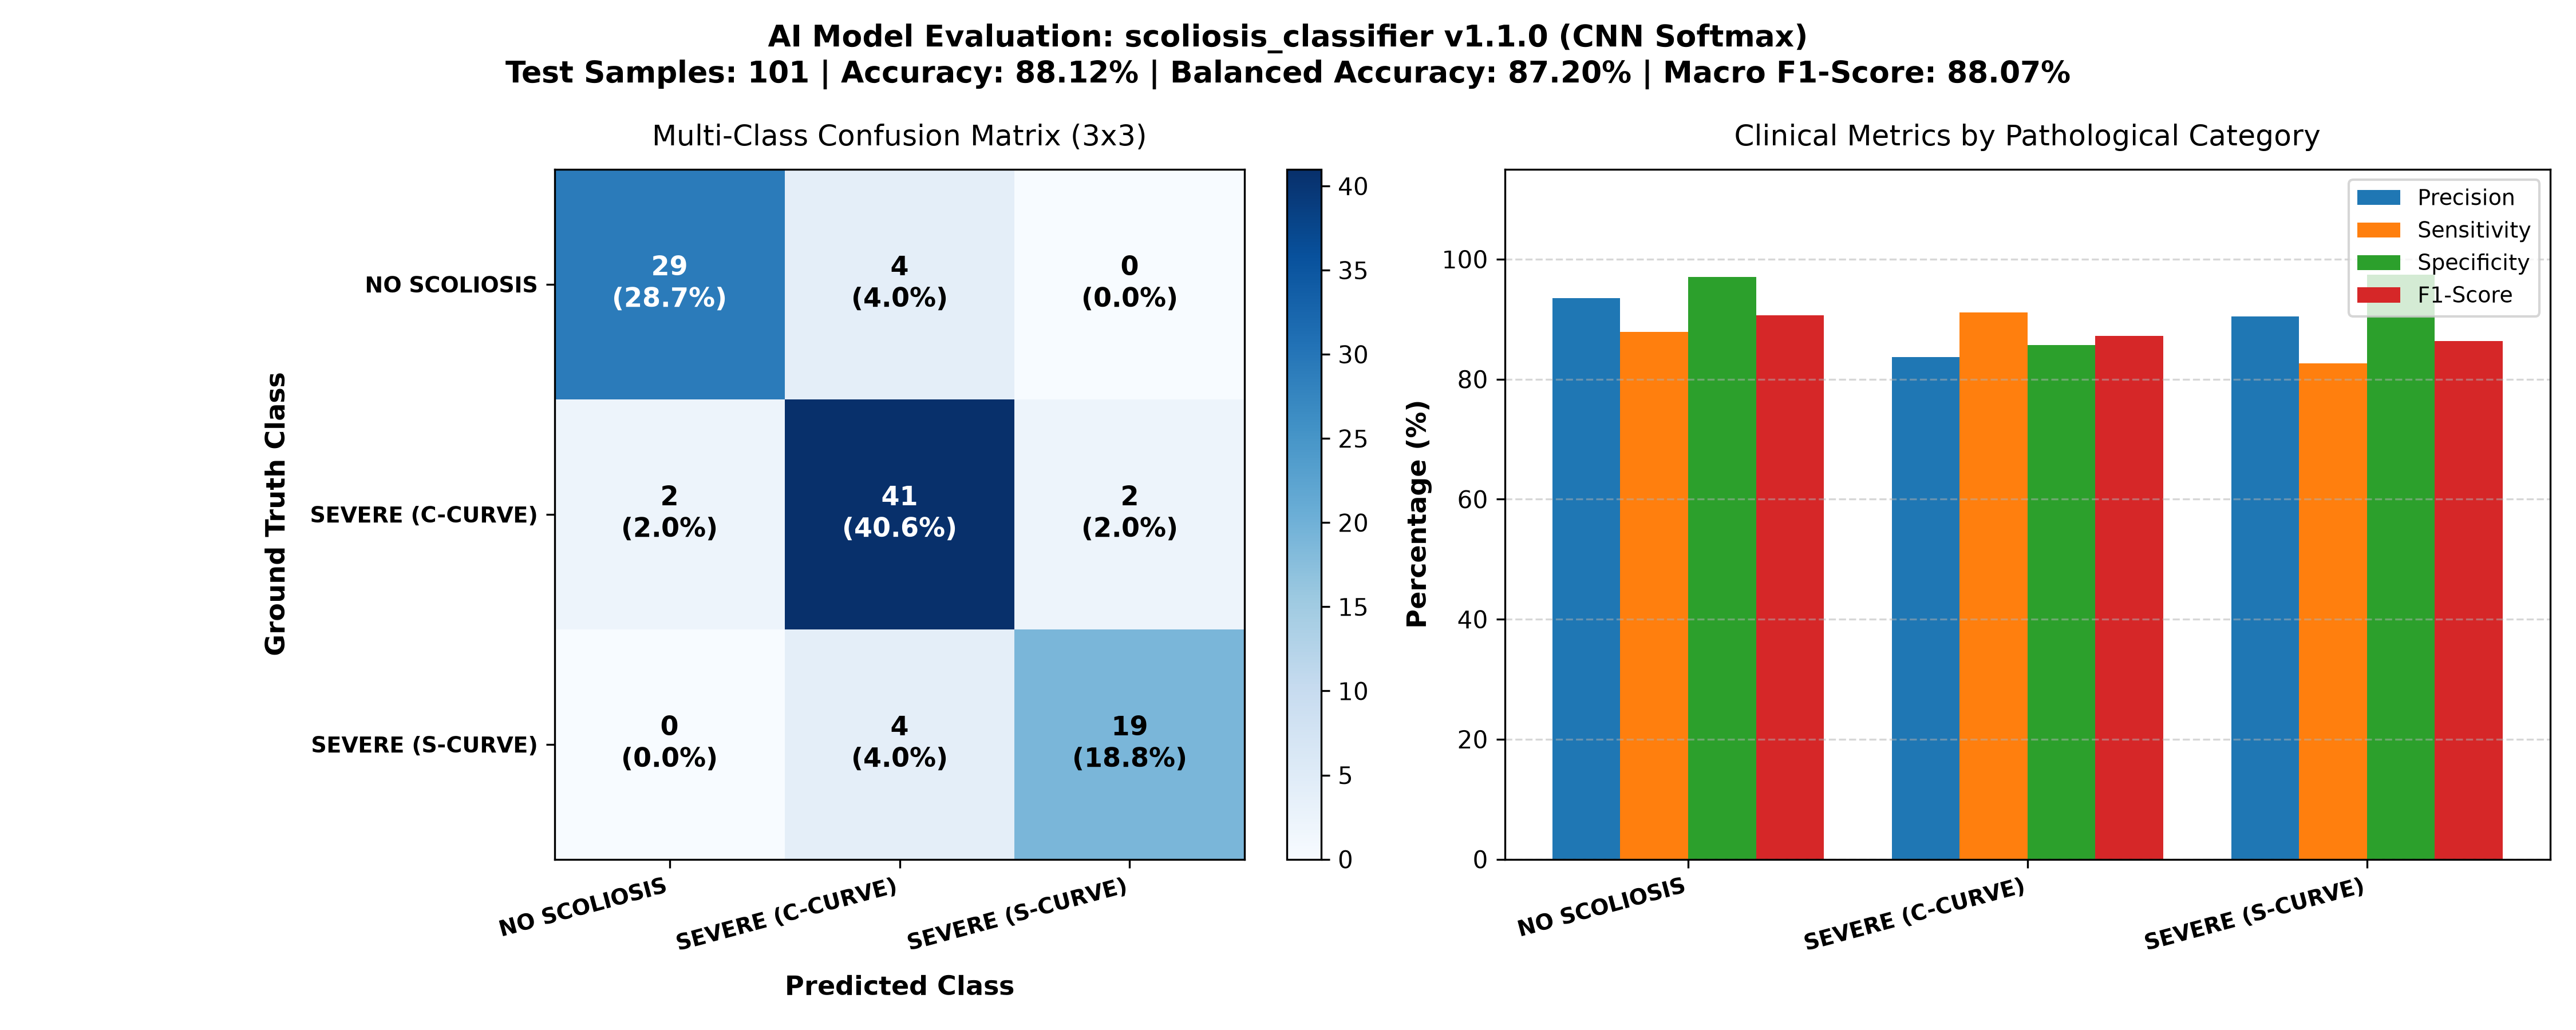 AI Model Evaluation: scoliosis_classifier v1.1.0 (CNN Softmax)
Test Samples: 101 | Accuracy: 88.12% | Balanced Accuracy: 87.20% | Macro F1-Score: 88.07%
Multi-Class Confusion Matrix (3x3)
Ground Truth Class
NO SCOLIOSIS
SEVERE (C-CURVE)
SEVERE (S-CURVE)
29
(28.7%)
4
(4.0%)
0
(0.0%)
2
(2.0%)
41
(40.6%)
2
(2.0%)
0
(0.0%)
4
(4.0%)
19
(18.8%)
NO SCOLIOSIS
SEVERE (C-CURVE)
SEVERE (S-CURVE)
Predicted Class
40
35
30
25
20
15
10
5
0
Clinical Metrics by Pathological Category
Percentage (%)
100
80
60
40
20
0
Precision
Sensitivity
Specificity
F1-Score
NO SCOLIOSIS
SEVERE (C-CURVE)
SEVERE (S-CURVE)